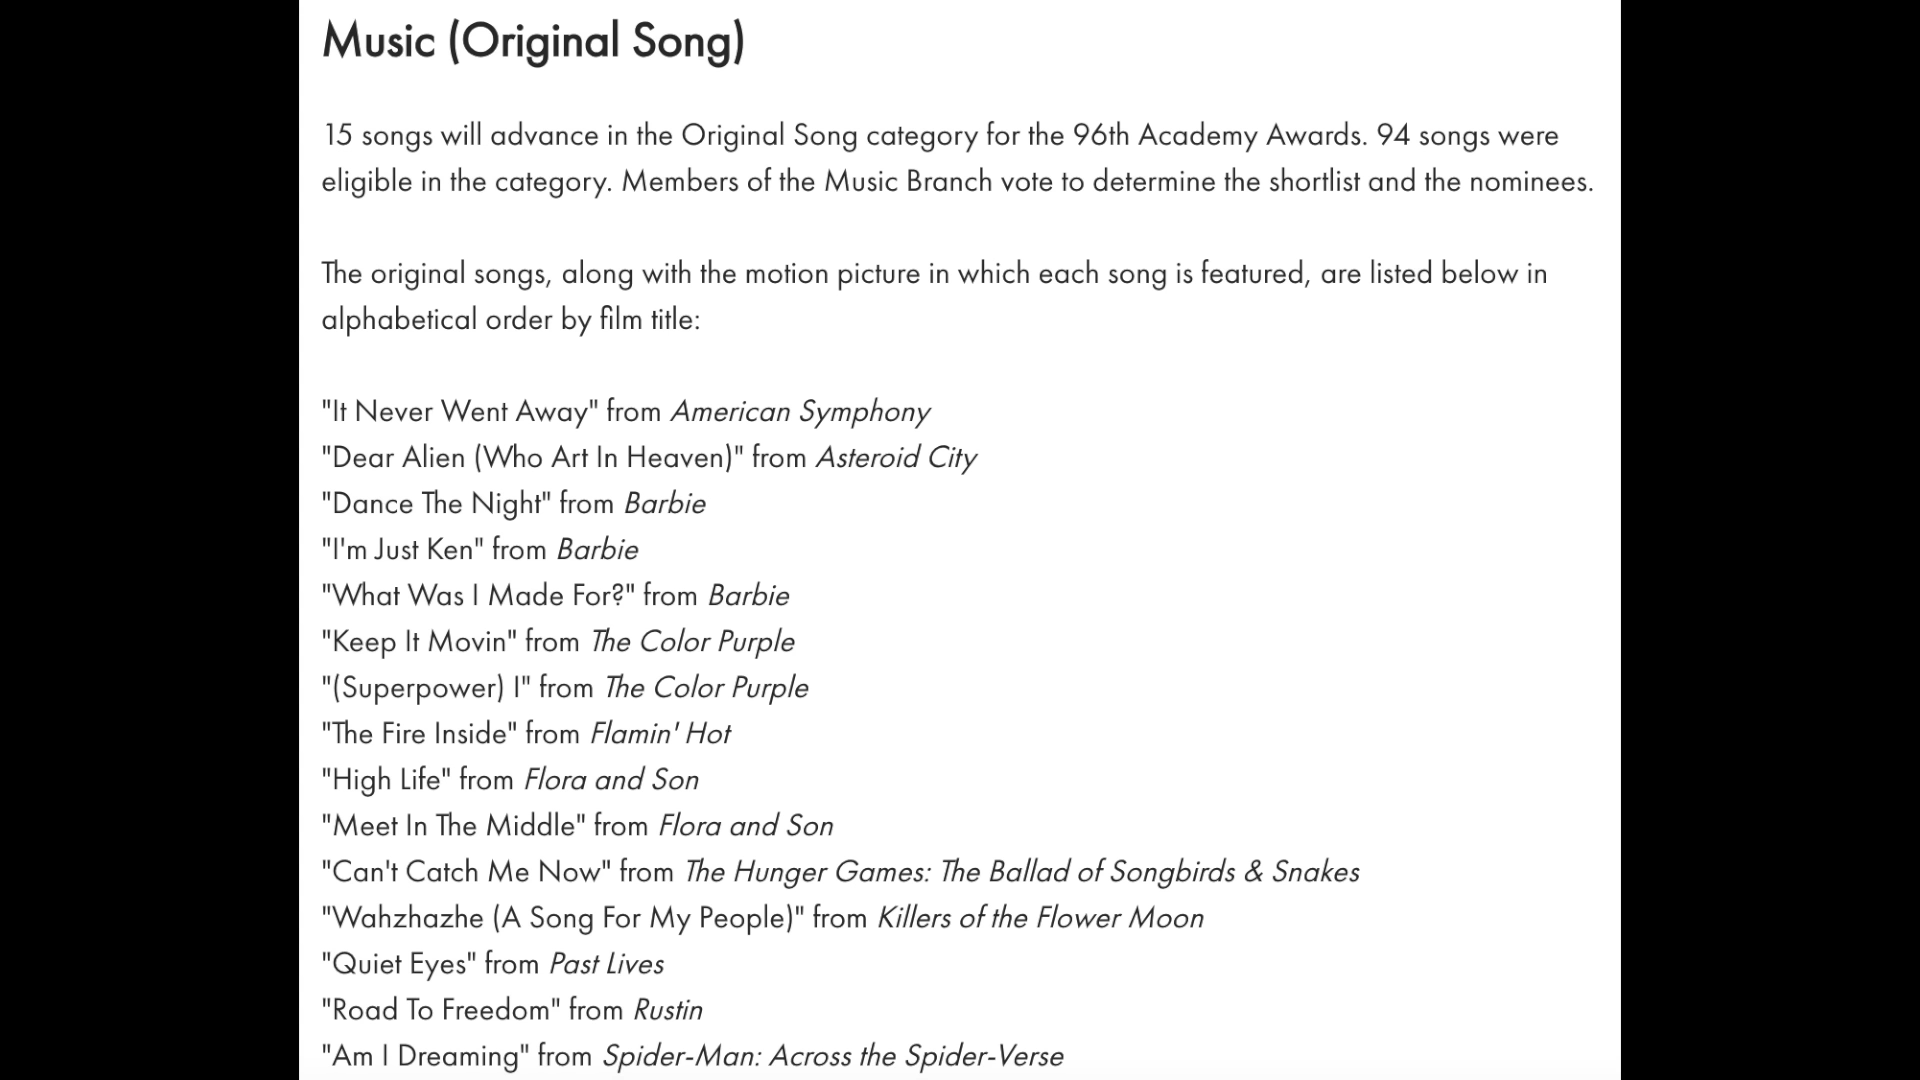 Music (Original Song)
15 songs will advance in the Original Song category for the 96th Academy Awards. 94 songs were
eligible in the category. Members of the Music Branch vote to determine the shortlist and the nominees.
The original songs, along with the motion picture in which each song is featured, are listed below in
alphabetical order by film title:
"It Never Went Away" from American Symphony
"Dear Alien (Who Art In Heaven)" from Asteroid City
"Dance The Night" from Barbie
"I'm Just Ken" from Barbie
"What Was I Made For?" from Barbie
"Keep It Movin" from The Color Purple
"(Superpower) I" from The Color Purple
"The Fire Inside" from Flamin' Hot
"High Life" from Flora and Son
"Meet In The Middle" from Flora and Son
"Can't Catch Me Now" from The Hunger Games: The Ballad of Songbirds & Snakes
"Wahzhazhe (A Song For My People)" from Killers of the Flower Moon
"Quiet Eyes" from Past Lives
"Road To Freedom" from Rustin
"Am I Dreaming" from Spider-Man: Across the Spider-Verse